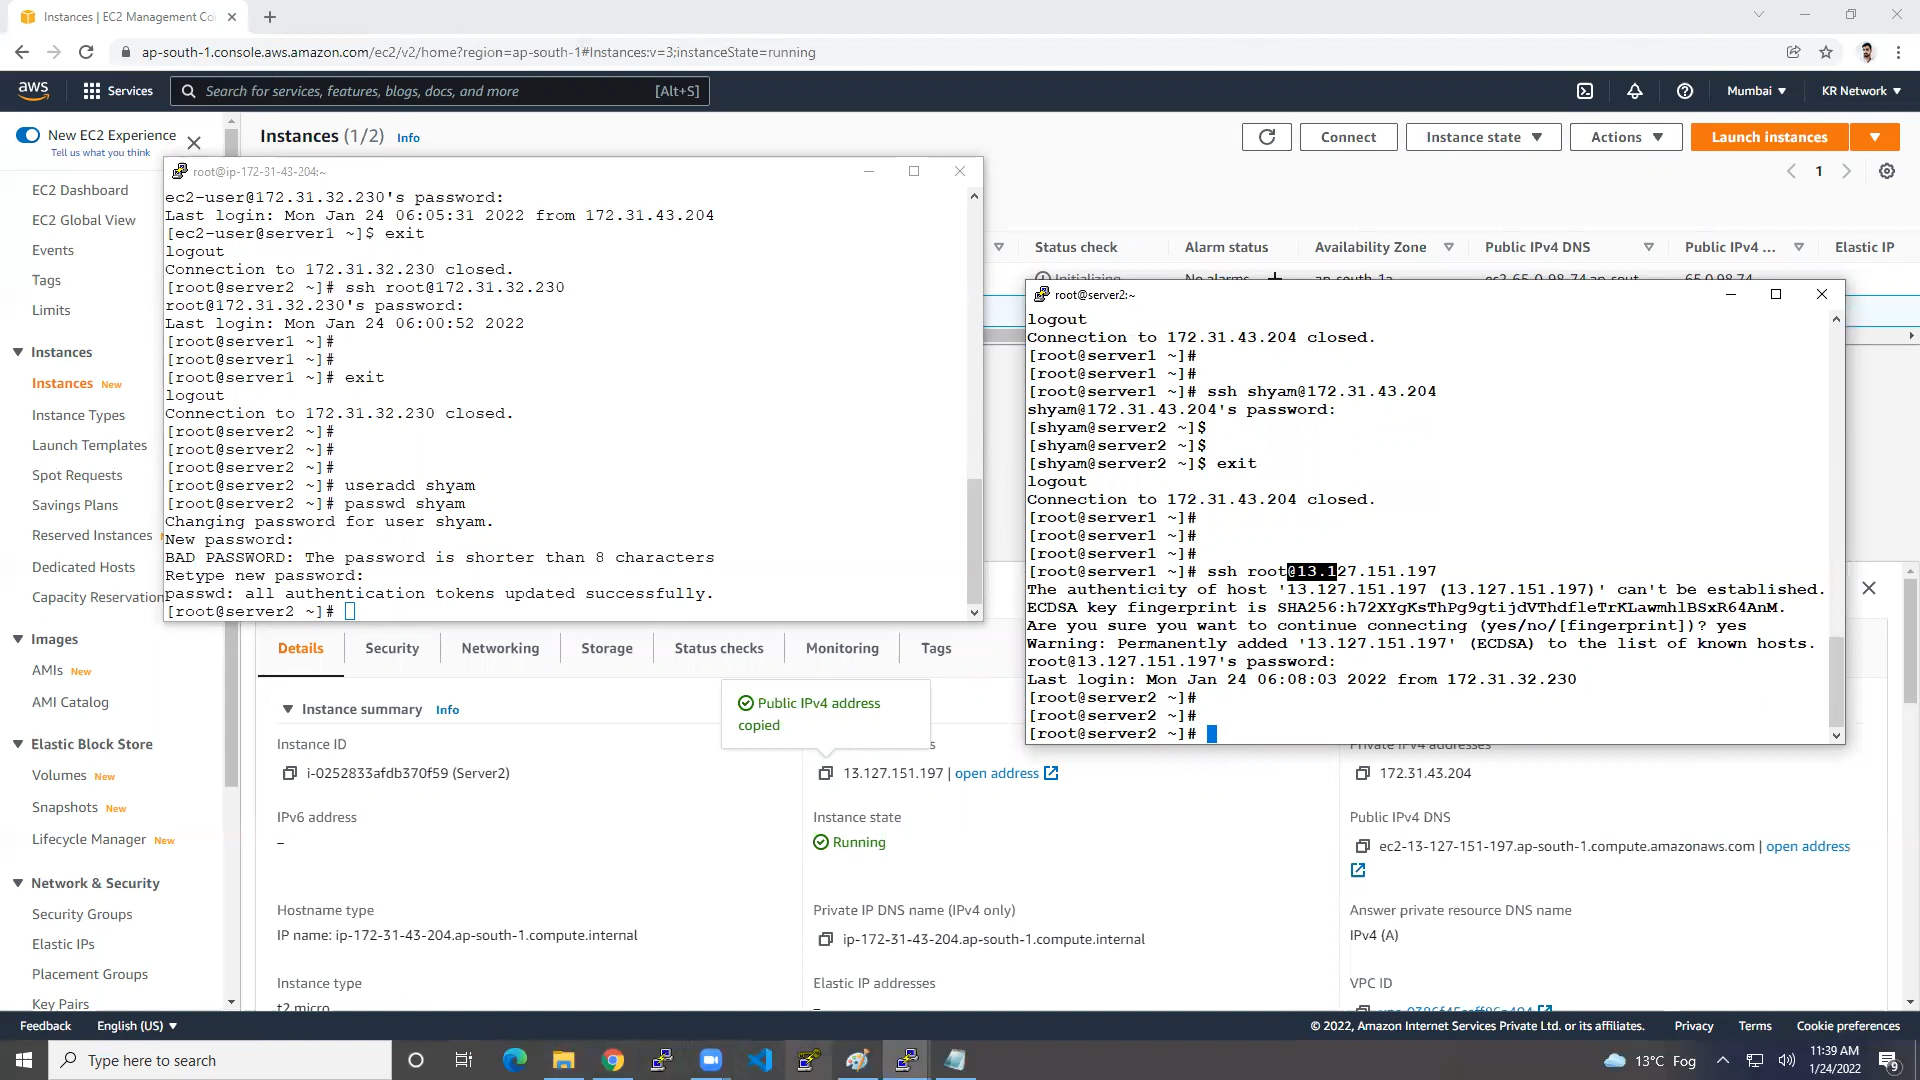 Instances | EC2 Management Co
ap-south-1.console.aws.amazon.com/ec2/v2/home?region=ap-south-1#Instances:v=3;instanceState=running
aws
Services
Search for services, features, blogs, docs, and more
[Alt+S]
Mumbai
KR Network
New EC2 Experience
Tell us what you think
EC2 Dashboard
EC2 Global View
Events
Tags
Limits
Instances
Instances New
Instance Types
Launch Templates
Spot Requests
Savings Plans
Reserved Instances
Dedicated Hosts
Capacity Reservation
Images
AMIs New
AMI Catalog
Elastic Block Store
Volumes New
Snapshots New
Lifecycle Manager New
Network & Security
Security Groups
Elastic IPs
Placement Groups
Key Pairs
Instances (1/2) Info
Connect
Instance state
Actions
Launch instances
1
Status check
Alarm status
Availability Zone
Public IPv4 DNS
Public IPv4 ...
Elastic IP
Initializing
No alarms
ap-south-1a
ec2-65-0-98-74.ap-sout...
65.0.98.74
root@ip-172-31-43-204:~
ec2-user@172.31.32.230's password:
Last login: Mon Jan 24 06:05:31 2022 from 172.31.43.204
[ec2-user@server1 ~]$ exit
logout
Connection to 172.31.32.230 closed.
[root@server2 ~]# ssh root@172.31.32.230
root@172.31.32.230's password:
Last login: Mon Jan 24 06:00:52 2022
[root@server1 ~]#
[root@server1 ~]#
[root@server1 ~]# exit
logout
Connection to 172.31.32.230 closed.
[root@server2 ~]#
[root@server2 ~]#
[root@server2 ~]#
[root@server2 ~]# useradd shyam
[root@server2 ~]# passwd shyam
Changing password for user shyam.
New password:
BAD PASSWORD: The password is shorter than 8 characters
Retype new password:
passwd: all authentication tokens updated successfully.
[root@server2 ~]#
root@server2:~
logout
Connection to 172.31.43.204 closed.
[root@server1 ~]#
[root@server1 ~]#
[root@server1 ~]# ssh shyam@172.31.43.204
shyam@172.31.43.204's password:
[shyam@server2 ~]$
[shyam@server2 ~]$
[shyam@server2 ~]$ exit
logout
Connection to 172.31.43.204 closed.
[root@server1 ~]#
[root@server1 ~]#
[root@server1 ~]#
[root@server1 ~]# ssh root@13.127.151.197
The authenticity of host '13.127.151.197 (13.127.151.197)' can't be established.
ECDSA key fingerprint is SHA256:h72XYgKsThPg9gtijdVThdfleTrKLawmhlBSxR64AnM.
Are you sure you want to continue connecting (yes/no/[fingerprint])? yes
Warning: Permanently added '13.127.151.197' (ECDSA) to the list of known hosts.
root@13.127.151.197's password:
Last login: Mon Jan 24 06:08:03 2022 from 172.31.32.230
[root@server2 ~]#
[root@server2 ~]#
[root@server2 ~]#
Details
Security
Networking
Storage
Status checks
Monitoring
Tags
Instance summary Info
Public IPv4 address
copied
Instance ID
i-0252833afdb370f59 (Server2)
13.127.151.197 | open address
Private IPv4 addresses
172.31.43.204
IPv6 address
–
Instance state
Running
Public IPv4 DNS
ec2-13-127-151-197.ap-south-1.compute.amazonaws.com | open address
Hostname type
IP name: ip-172-31-43-204.ap-south-1.compute.internal
Private IP DNS name (IPv4 only)
ip-172-31-43-204.ap-south-1.compute.internal
Answer private resource DNS name
IPv4 (A)
Instance type
t2.micro
Elastic IP addresses
–
VPC ID
Feedback
English (US)
© 2022, Amazon Internet Services Private Ltd. or its affiliates.
Privacy
Terms
Cookie preferences
Type here to search
13°C Fog
11:39 AM
1/24/2022
9